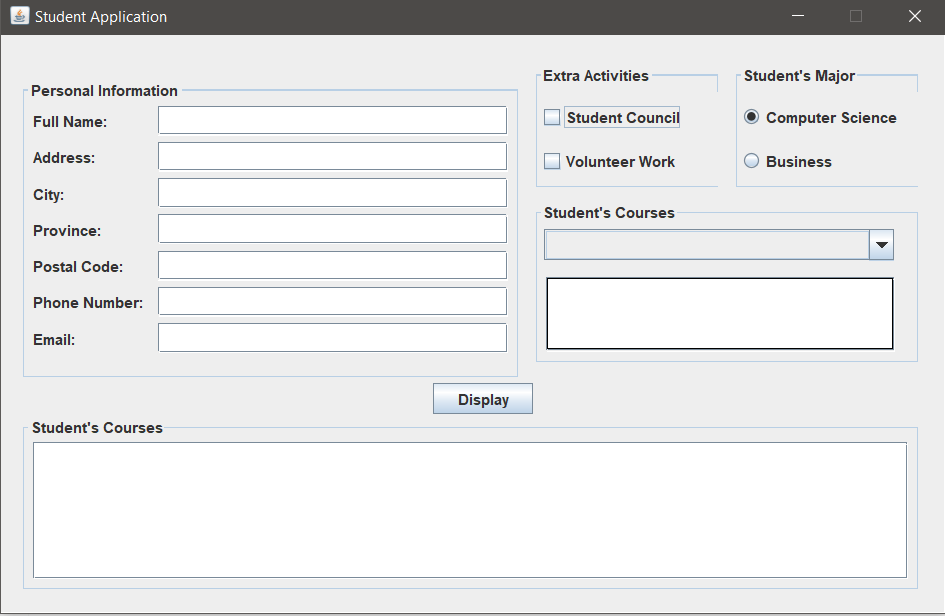 Student Application
Personal Information
Full Name:
Address:
City:
Province:
Postal Code:
Phone Number:
Email:
Extra Activities
Student Council
Volunteer Work
Student's Major
Computer Science
Business
Student's Courses
Display
Student's Courses